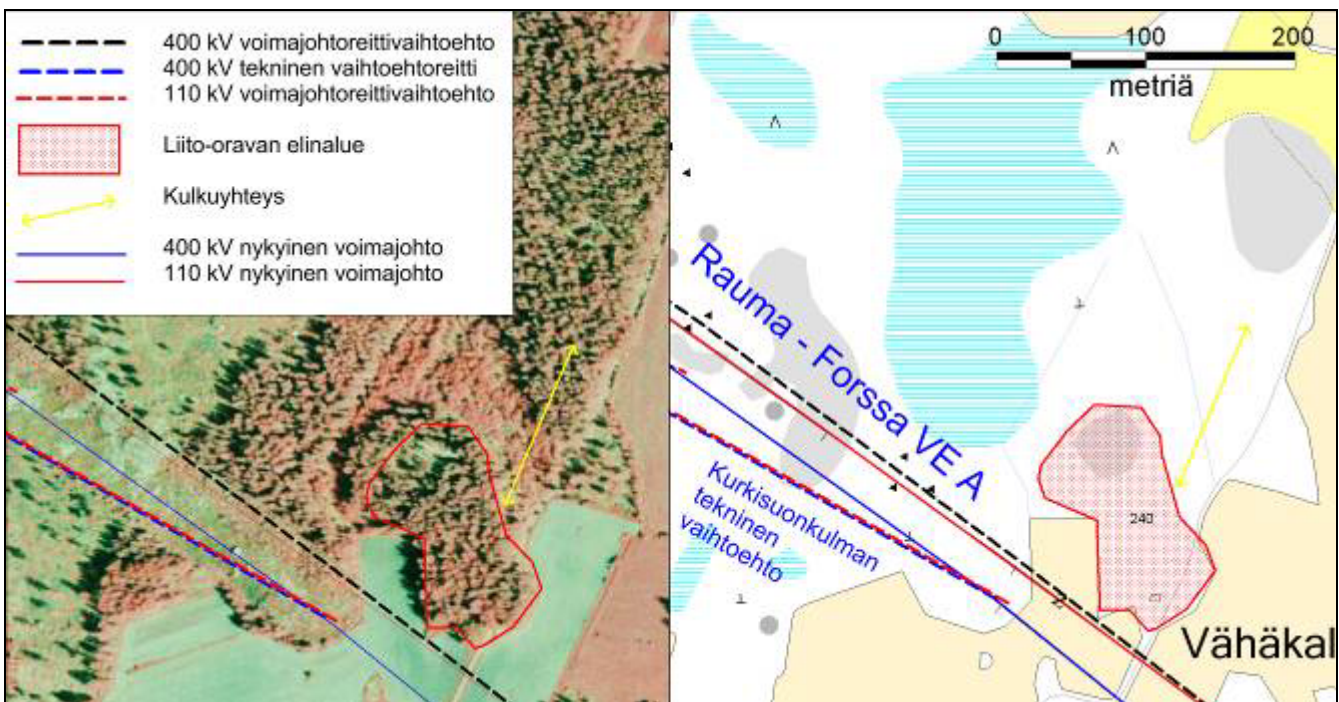 400 kV voimajohtoreittivaihtoehto
400 kV tekninen vaihtoehtoreitti
110 kV voimajohtoreittivaihtoehto
Liito-oravan elinalue
Kulkuyhteys
400 kV nykyinen voimajohto
110 kV nykyinen voimajohto
0 100 200
metriä
Rauma - Forssa VE A
Kurkisuonkulman
tekninen
vaihtoehto
240
Vähäkal